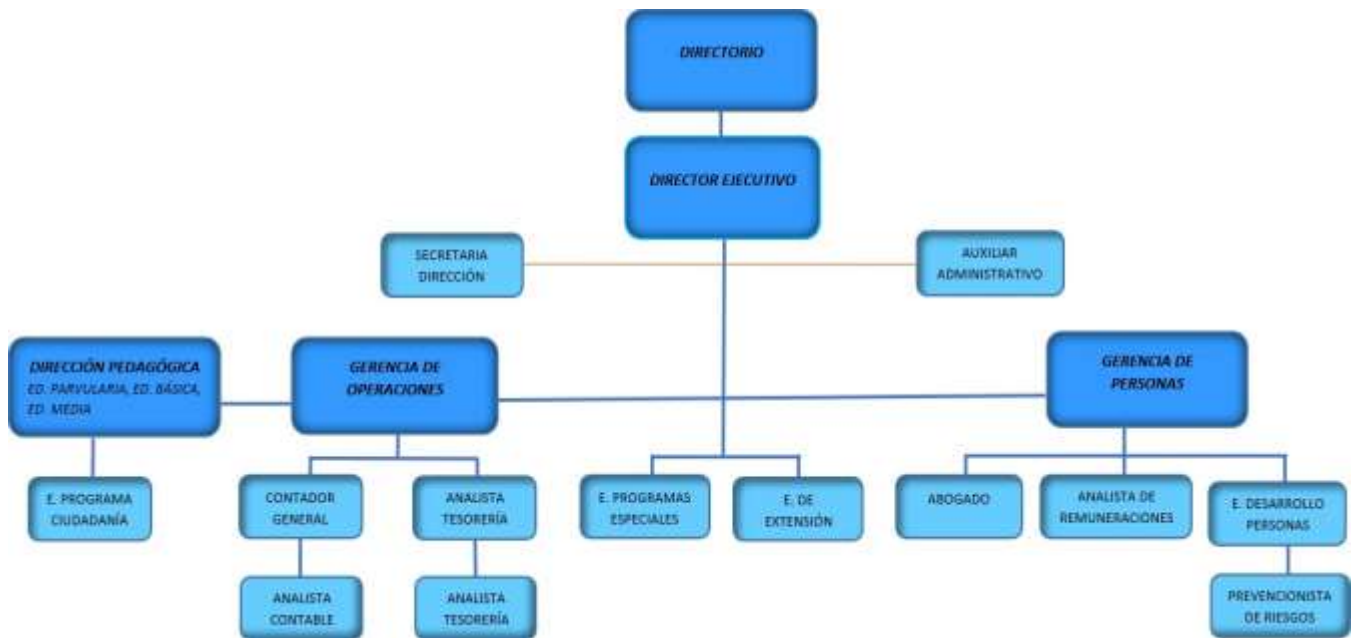 DIRECTORIO
DIRECTOR EJECUTIVO
SECRETARIA
DIRECCIÓN
AUXILIAR
ADMINISTRATIVO
DIRECCIÓN PEDAGÓGICA
ED. PARVULARIA, ED. BÁSICA,
ED. MEDIA
GERENCIA DE
OPERACIONES
GERENCIA DE
PERSONAS
E. PROGRAMA
CIUDADANÍA
CONTADOR
GENERAL
ANALISTA
TESORERÍA
E. PROGRAMAS
ESPECIALES
E. DE
EXTENSIÓN
ABOGADO
ANALISTA DE
REMUNERACIONES
E. DESARROLLO
PERSONAS
ANALISTA
CONTABLE
ANALISTA
TESORERÍA
PREVENCIONISTA
DE RIESGOS